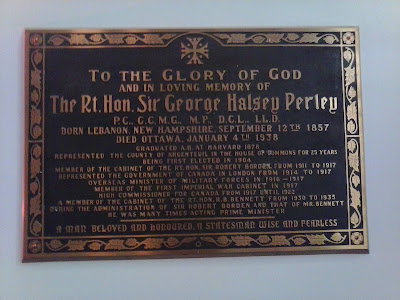 TO THE GLORY OF GOD
AND IN LOVING MEMORY OF
The Rt. Hon. Sir George Halsey Perley
P.C., G.C.M.G., M.P., D.C.L., LL.D.
BORN LEBANON, NEW HAMPSHIRE, SEPTEMBER 12TH 1857
DIED OTTAWA, JANUARY 4TH 1938
GRADUATED A.B. AT HARVARD 1878
REPRESENTED THE COUNTY OF ARGENTEUIL IN THE HOUSE OF COMMONS FOR 25 YEARS
BEING FIRST ELECTED IN 1904
MEMBER OF THE CABINET OF THE RT. HON. SIR ROBERT BORDEN, FROM 1911 TO 1917
REPRESENTED THE GOVERNMENT OF CANADA IN LONDON FROM 1914 TO 1917
OVERSEAS MINISTER OF MILITARY FORCES IN 1916-1917
MEMBER OF THE FIRST IMPERIAL WAR CABINET IN 1917
HIGH COMMISSIONER FOR CANADA FROM 1917 UNTIL 1922
A MEMBER OF THE CABINET OF THE RT. HON. R.B. BENNETT FROM 1930 TO 1935
DURING THE ADMINISTRATION OF SIR ROBERT BORDEN AND THAT OF MR. BENNETT
HE WAS MANY TIMES ACTING PRIME MINISTER
A MAN BELOVED AND HONOURED, A STATESMAN WISE AND FEARLESS